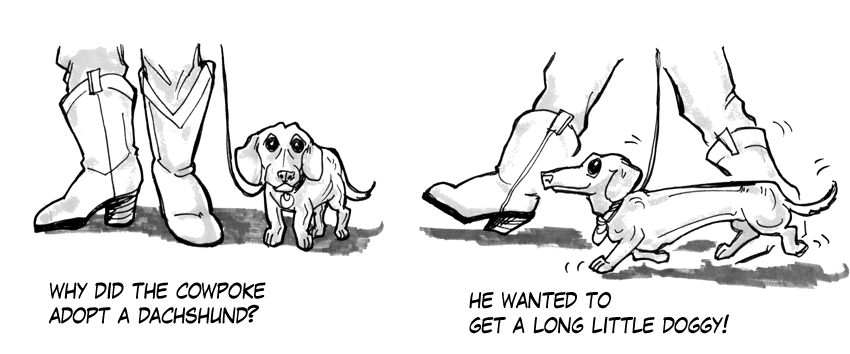 WHY DID THE COWPOKE
ADOPT A DACHSHUND?
HE WANTED TO
GET A LONG LITTLE DOGGY!